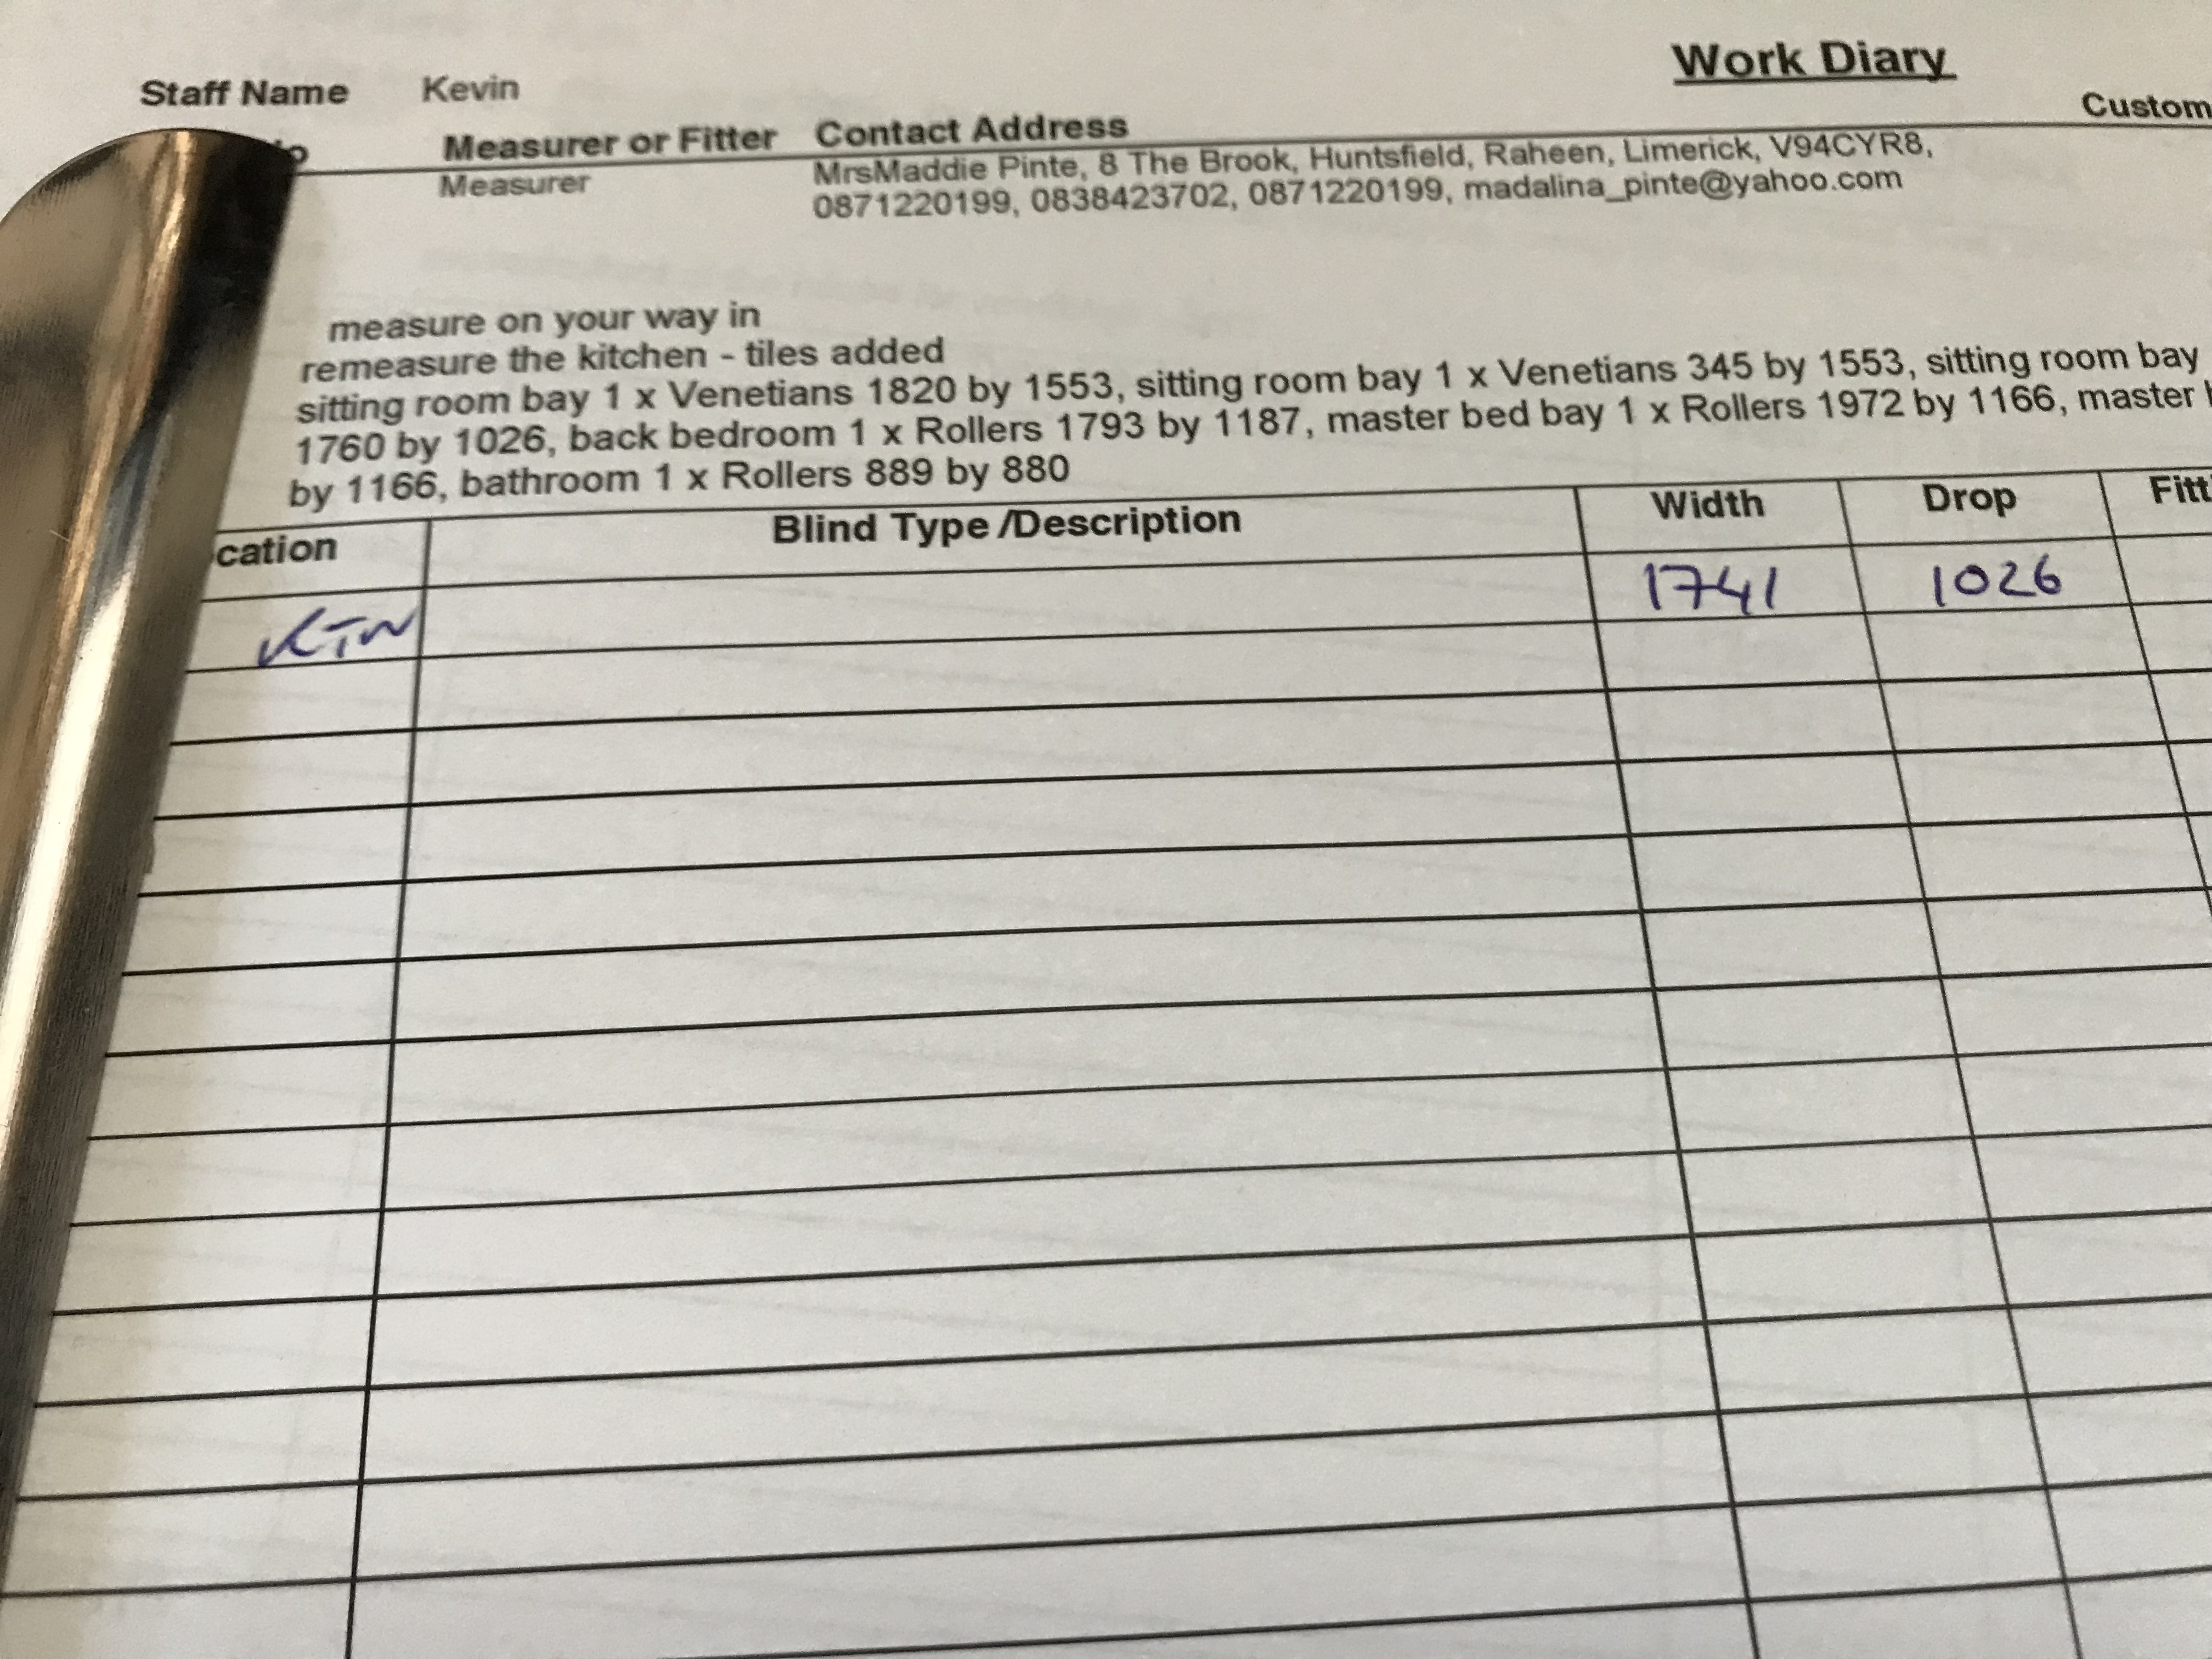 Work Diary
Staff Name Kevin
Custom
Measurer or Fitter Contact Address
Measurer MrsMaddie Pinte, 8 The Brook, Huntsfield, Raheen, Limerick, V94CYR8,
0871220199, 0838423702, 0871220199, madalina_pinte@yahoo.com
measure on your way in
remeasure the kitchen - tiles added
sitting room bay 1 x Venetians 1820 by 1553, sitting room bay 1 x Venetians 345 by 1553, sitting room bay
1760 by 1026, back bedroom 1 x Rollers 1793 by 1187, master bed bay 1 x Rollers 1972 by 1166, master
by 1166, bathroom 1 x Rollers 889 by 880
cation Blind Type /Description Width Drop Fitt
1741 1026